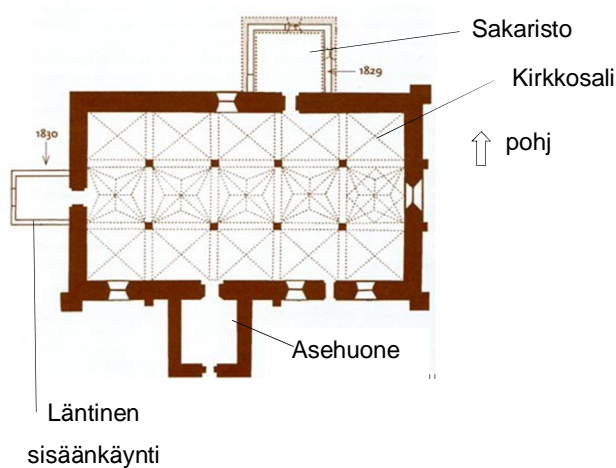 Sakaristo
1829
Kirkkosali
1830
pohj
Asehuone
Läntinen
sisäänkäynti